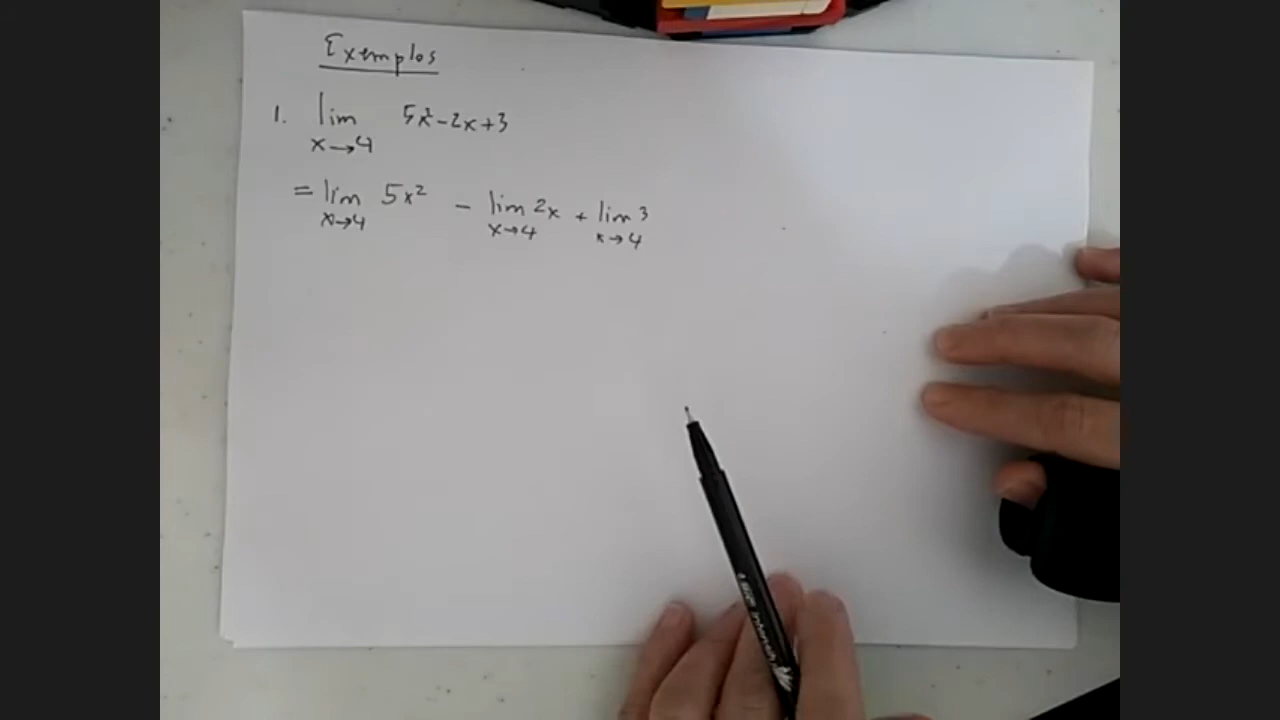 Exemplos
1. lim 5x²-2x+3
x→4
= lim 5x² - lim 2x + lim 3
x→4 x→4 x→4